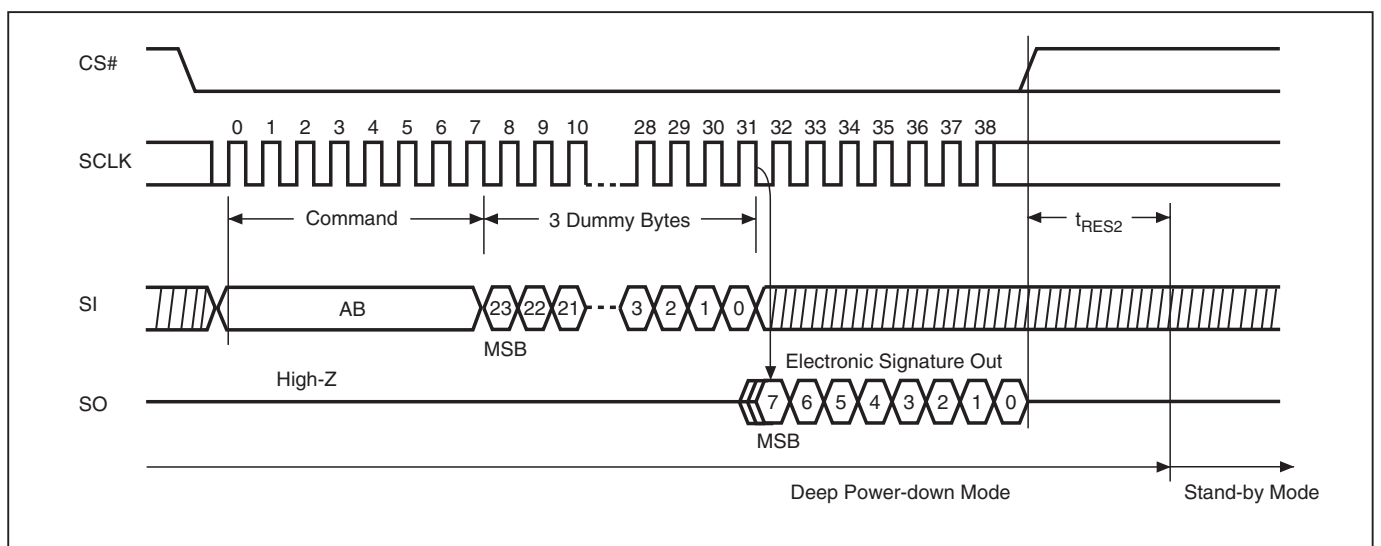 CS#
0 1 2 3 4 5 6 7 8 9 10 28 29 30 31 32 33 34 35 36 37 38
SCLK
Command 3 Dummy Bytes tRES2
SI AB 23 22 21 3 2 1 0
MSB
Electronic Signature Out
High-Z
SO 7 6 5 4 3 2 1 0
MSB
Deep Power-down Mode Stand-by Mode